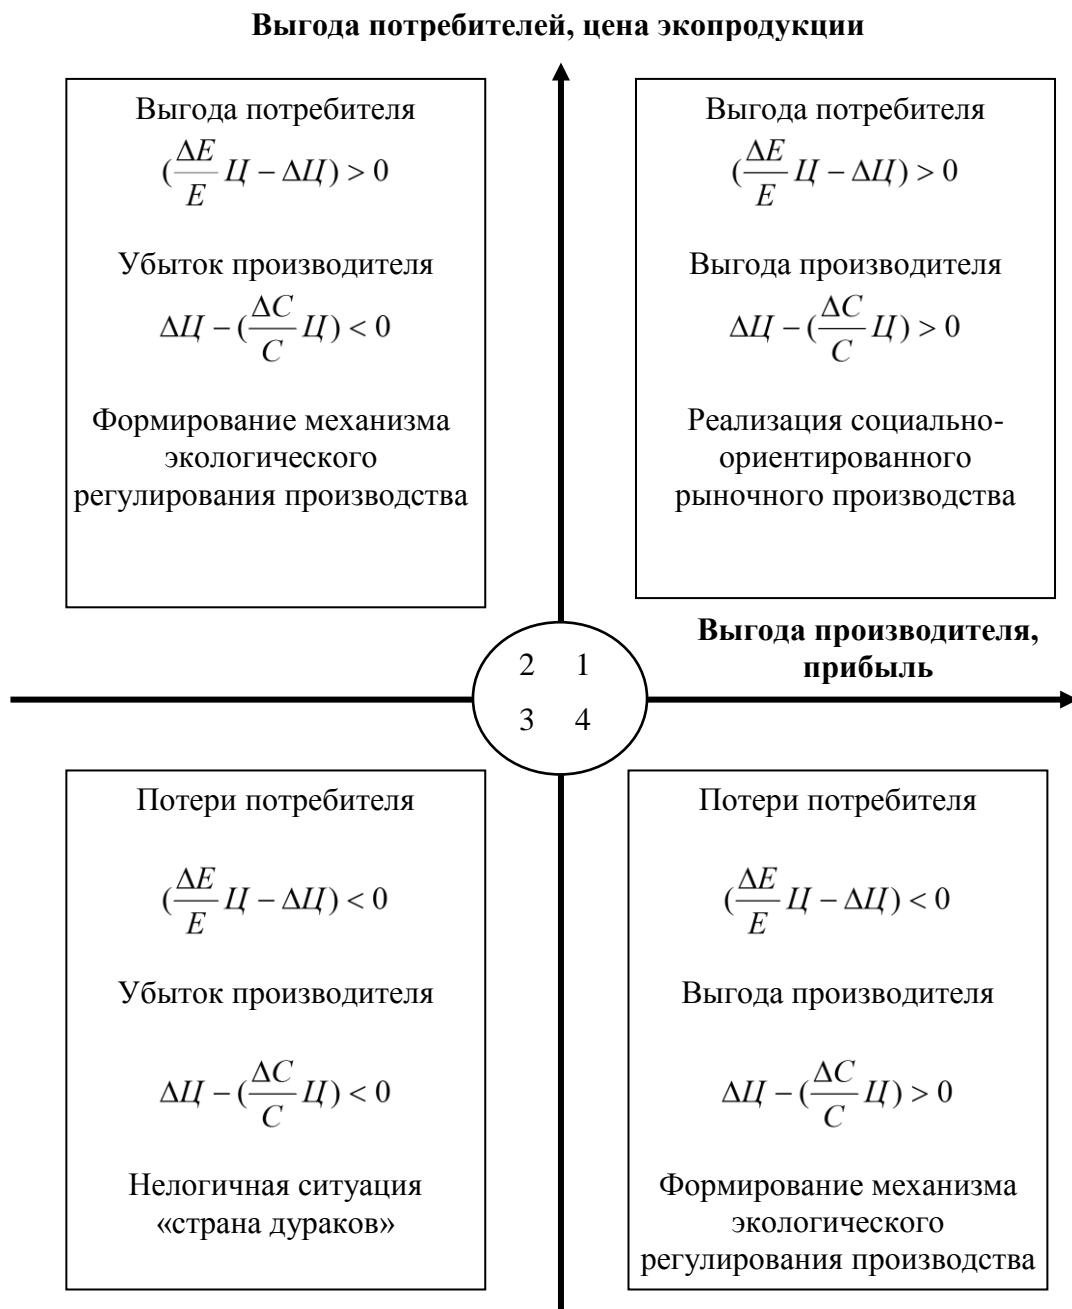 Выгода потребителей, цена экопродукции
Выгода потребителя
(ΔE/E Ц − ΔЦ) > 0
Убыток производителя
ΔЦ − (ΔC/C Ц) < 0
Формирование механизма
экологического
регулирования производства
Выгода потребителя
(ΔE/E Ц − ΔЦ) > 0
Выгода производителя
ΔЦ − (ΔC/C Ц) > 0
Реализация социально-
ориентированного
рыночного производства
Выгода производителя,
прибыль
2 1
3 4
Потери потребителя
(ΔE/E Ц − ΔЦ) < 0
Убыток производителя
ΔЦ − (ΔC/C Ц) < 0
Нелогичная ситуация
«страна дураков»
Потери потребителя
(ΔE/E Ц − ΔЦ) < 0
Выгода производителя
ΔЦ − (ΔC/C Ц) > 0
Формирование механизма
экологического
регулирования производства